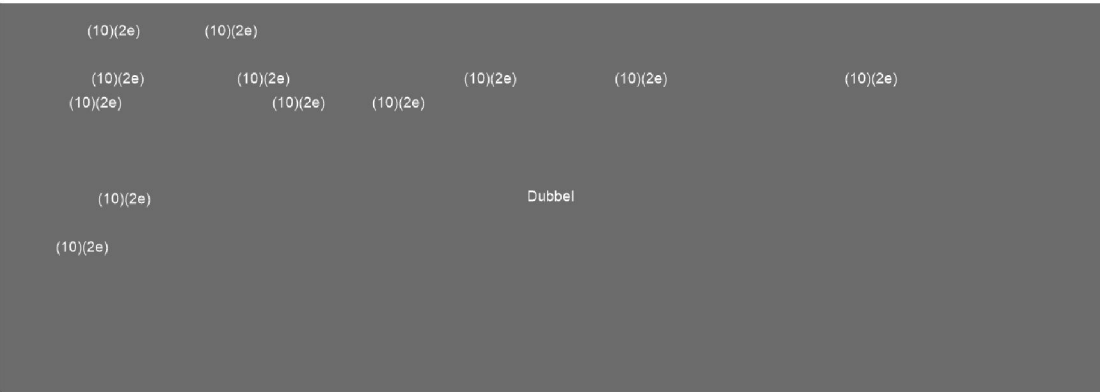 (10)(2e) (10)(2e)
(10)(2e) (10)(2e) (10)(2e) (10)(2e) (10)(2e)
(10)(2e) (10)(2e) (10)(2e)
Dubbel
(10)(2e)
(10)(2e)